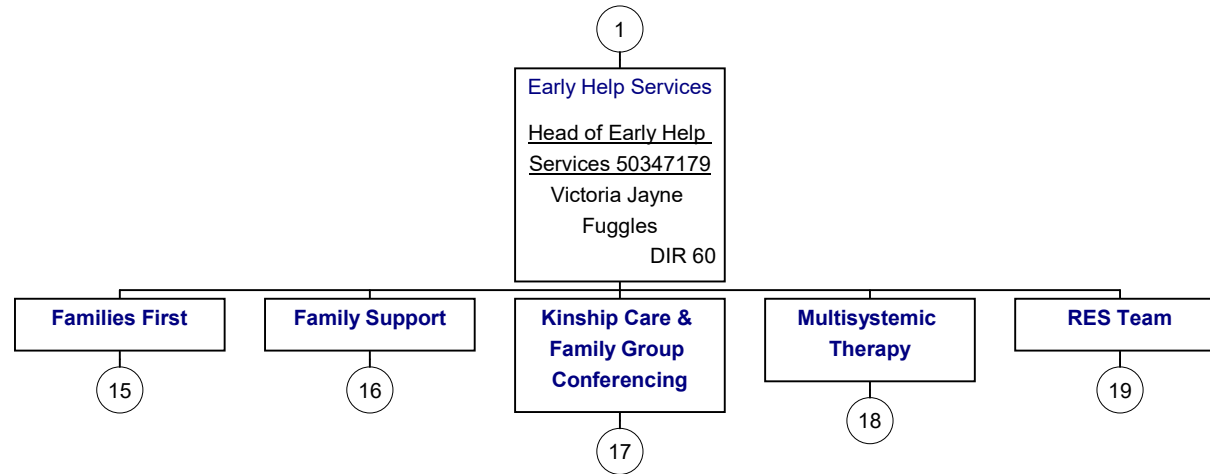 1
Early Help Services
Head of Early Help
Services 50347179
Victoria Jayne
Fuggles
DIR 60
Families First
15
Family Support
16
Kinship Care &
Family Group
Conferencing
17
Multisystemic
Therapy
18
RES Team
19